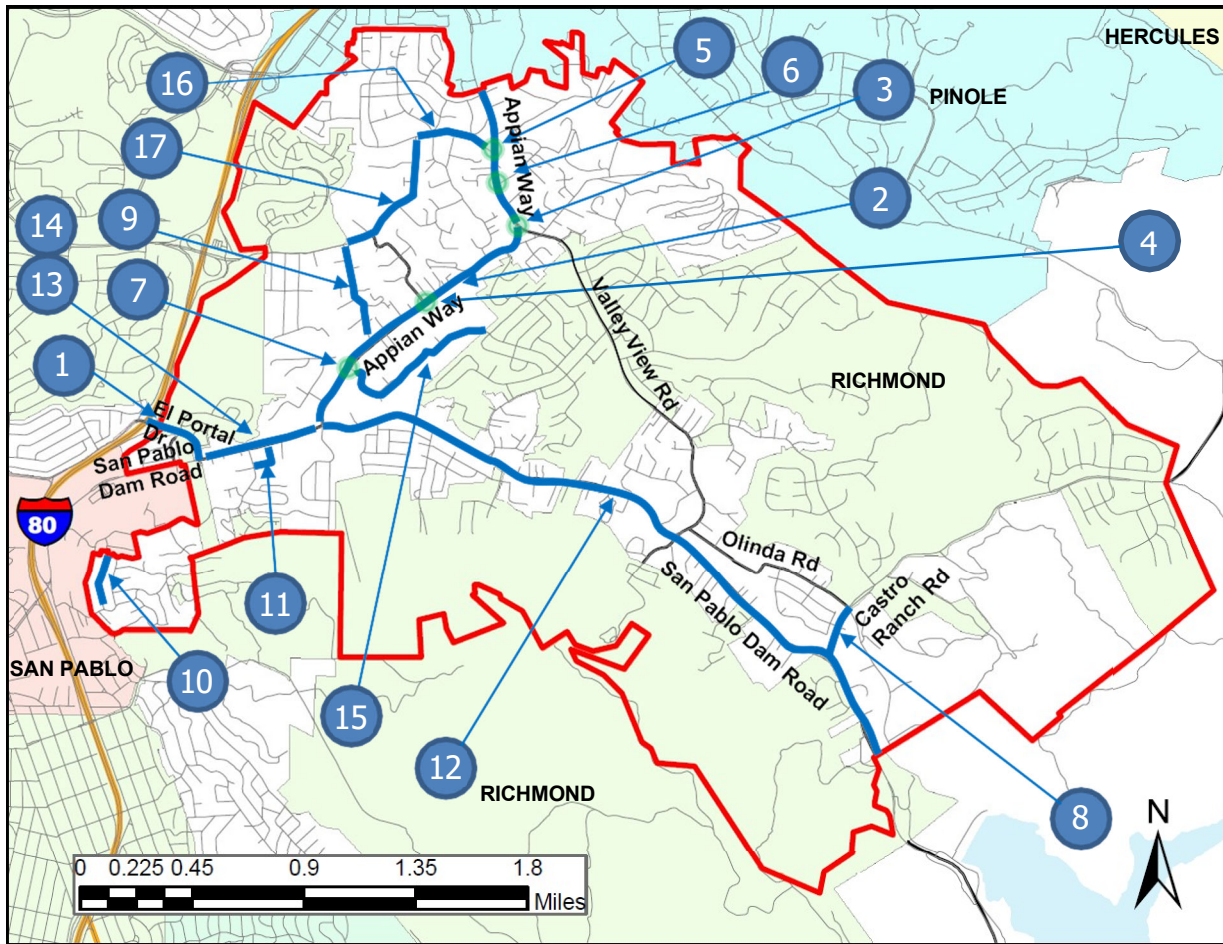 HERCULES
5
6
3
16
PINOLE
Appian Way
17
2
14
9
4
13
7
Appian Way
Valley View Rd
1
RICHMOND
El Portal
Dr
San Pablo
Dam Road
80
Olinda Rd
Castro
Ranch Rd
11
San Pablo Dam Road
SAN PABLO
10
15
12
RICHMOND
8
N
0 0.225 0.45 0.9 1.35 1.8
Miles